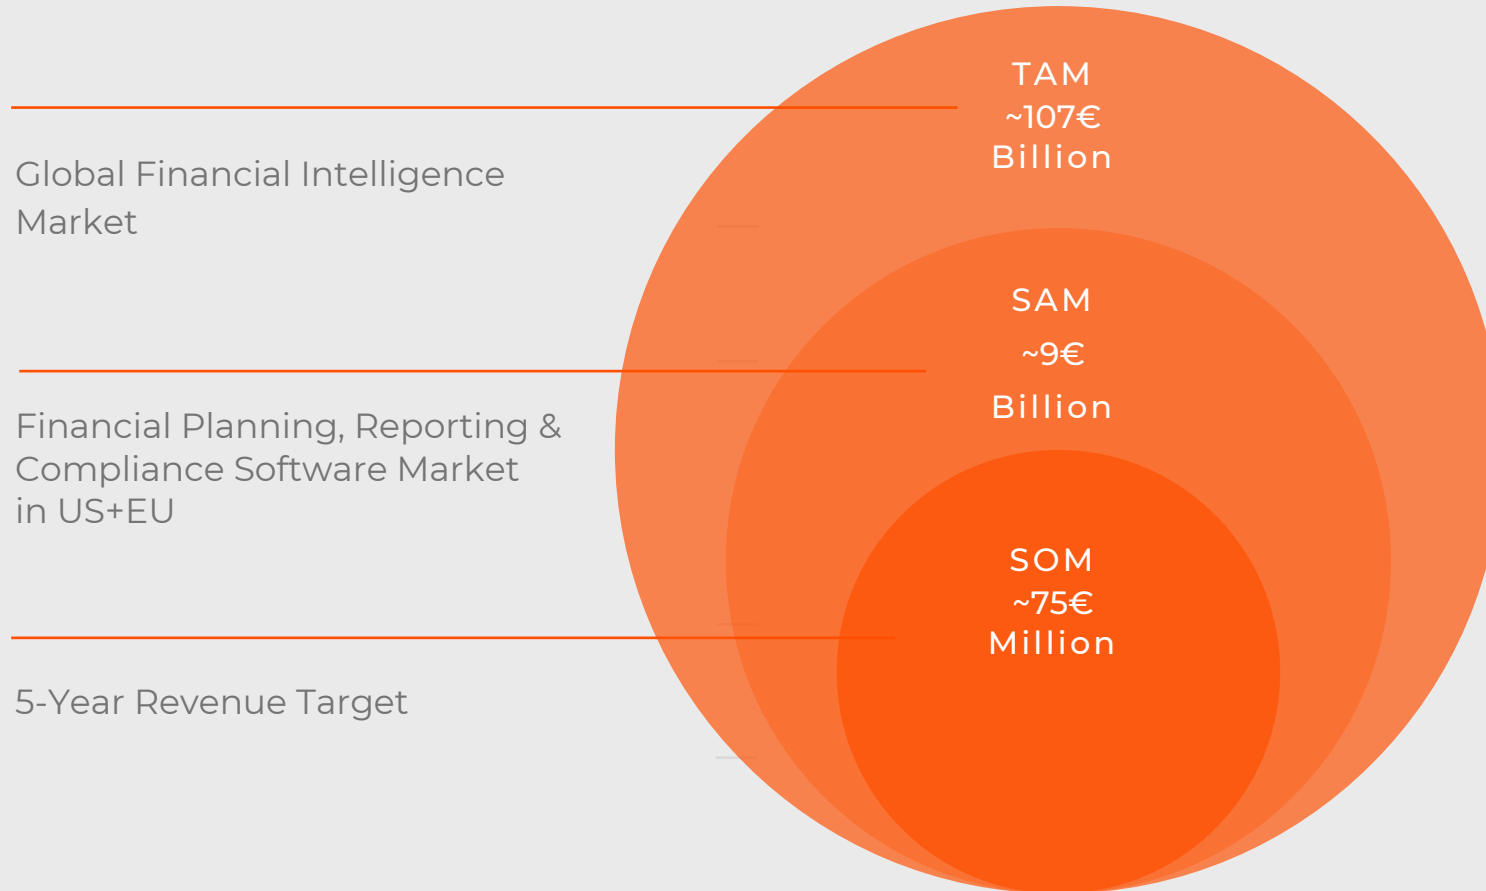 TAM
~107€
Billion
Global Financial Intelligence
Market
SAM
~9€
Billion
Financial Planning, Reporting &
Compliance Software Market
in US+EU
SOM
~75€
Million
5-Year Revenue Target